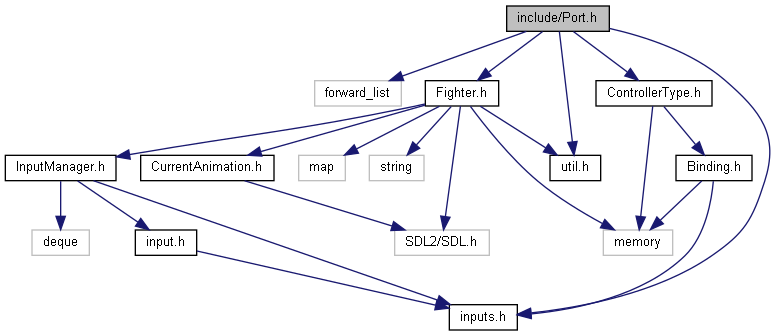 include/Port.h
forward_list
Fighter.h
ControllerType.h
InputManager.h
CurrentAnimation.h
map
string
util.h
Binding.h
deque
input.h
SDL2/SDL.h
memory
inputs.h